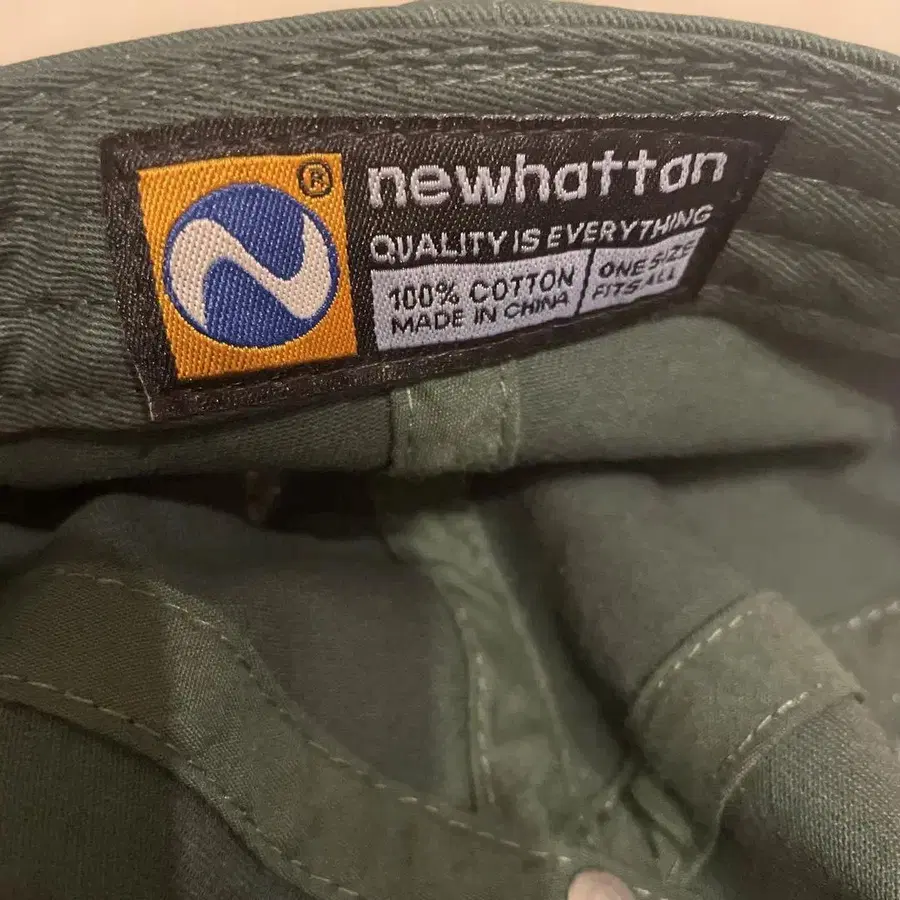 ®
newhattan
QUALITY IS EVERYTHING
100% COTTON
MADE IN CHINA
ONE SIZE
FITS ALL